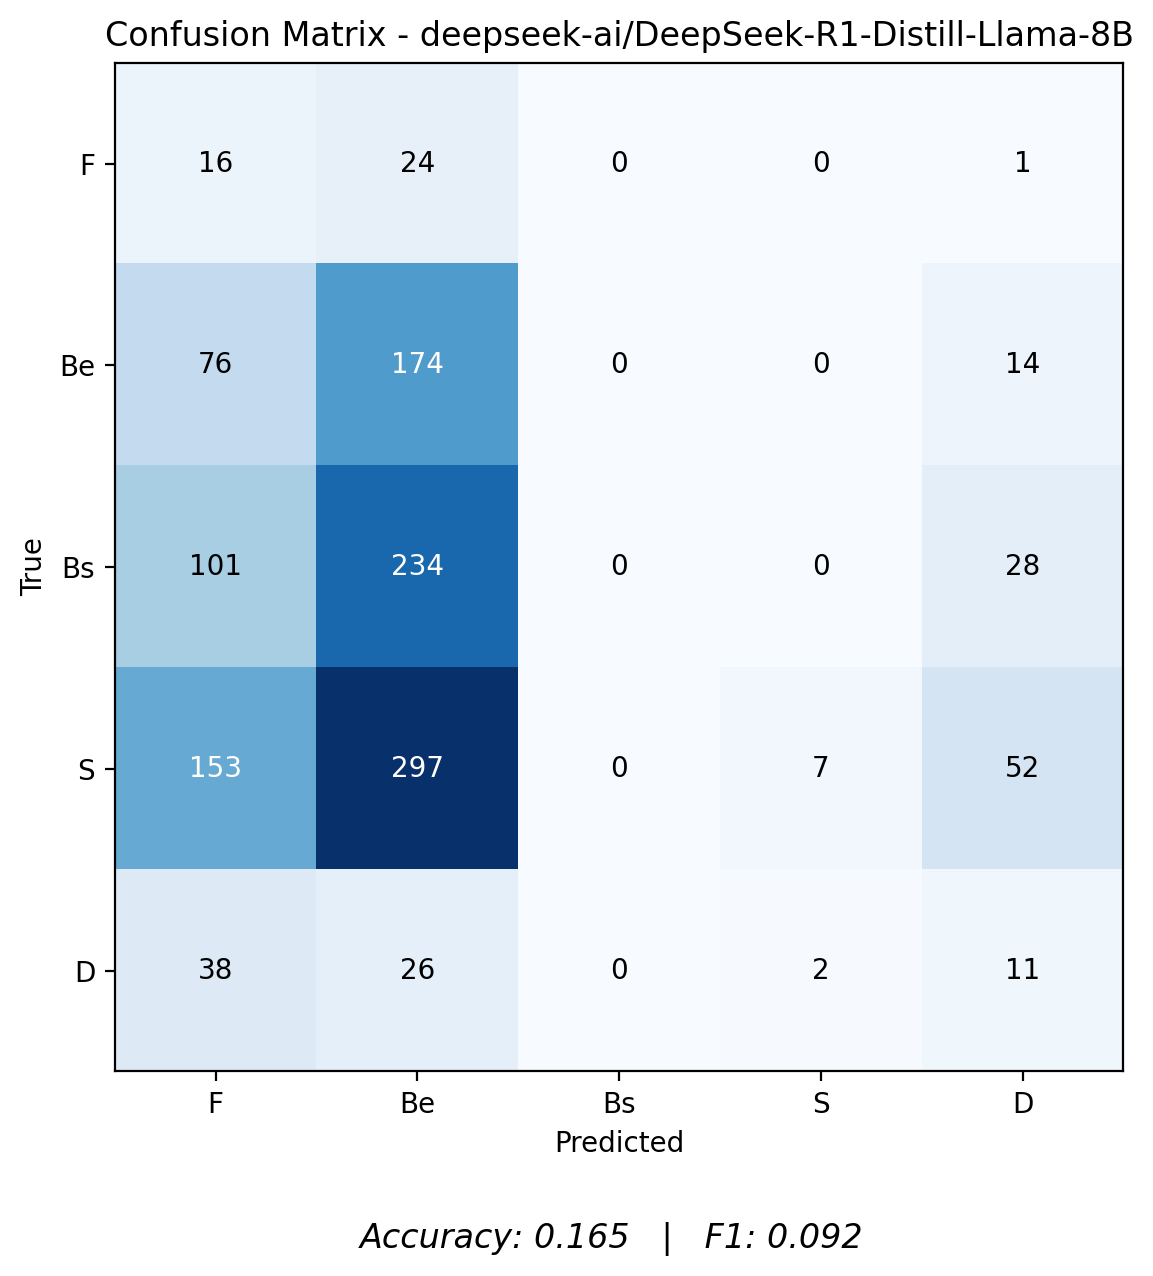 Confusion Matrix - deepseek-ai/DeepSeek-R1-Distill-Llama-8B
F 16 24 0 0 1
Be 76 174 0 0 14
Bs 101 234 0 0 28
S 153 297 0 7 52
D 38 26 0 2 11
True
F Be Bs S D
Predicted
Accuracy: 0.165 | F1: 0.092